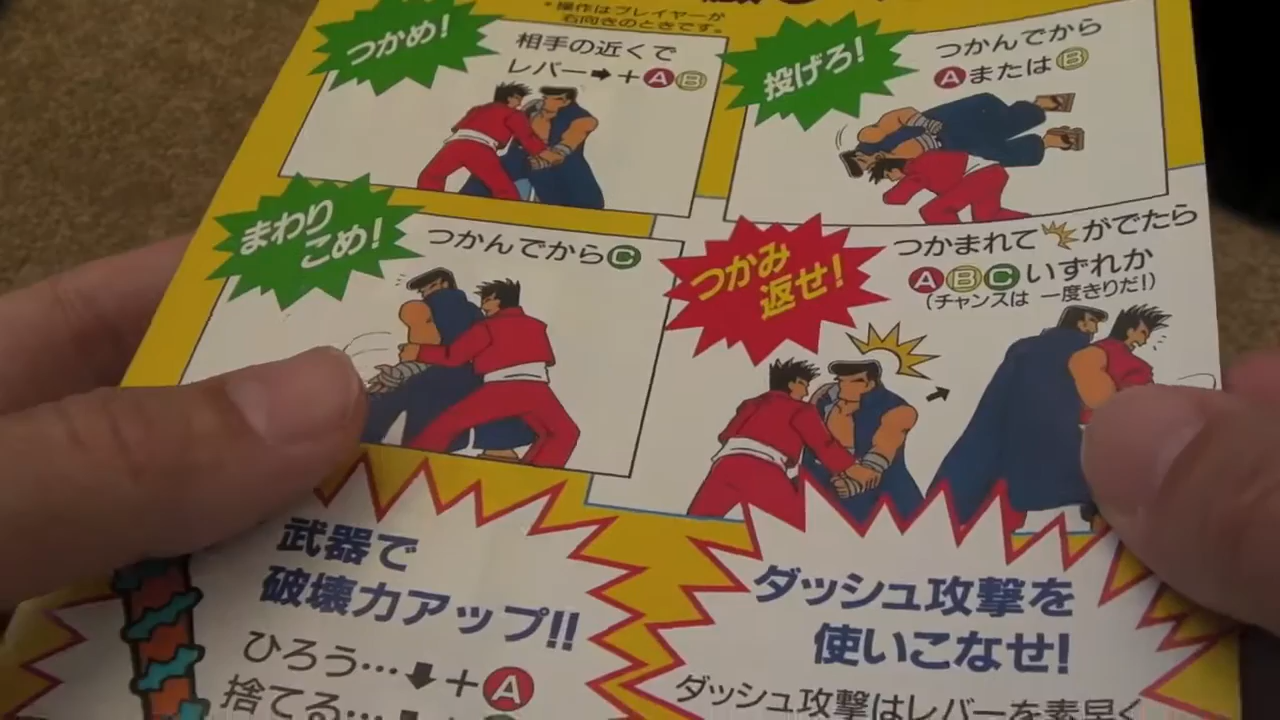 *操作はプレイヤーが
右向きのときです。
つかめ!
相手の近くで
レバー➡+ⒶⒷ
投げろ!
つかんでから
ⒶまたはⒷ
まわり
こめ!
つかんでからⒸ
つかみ
返せ!
つかまれて がでたら
ⒶⒷⒸいずれか
(チャンスは 一度きりだ!)
武器で
破壊力アップ!!
ひろう…⬇+Ⓐ
捨てる…⬇+
ダッシュ攻撃を
使いこなせ!
ダッシュ攻撃はレバーを素早く